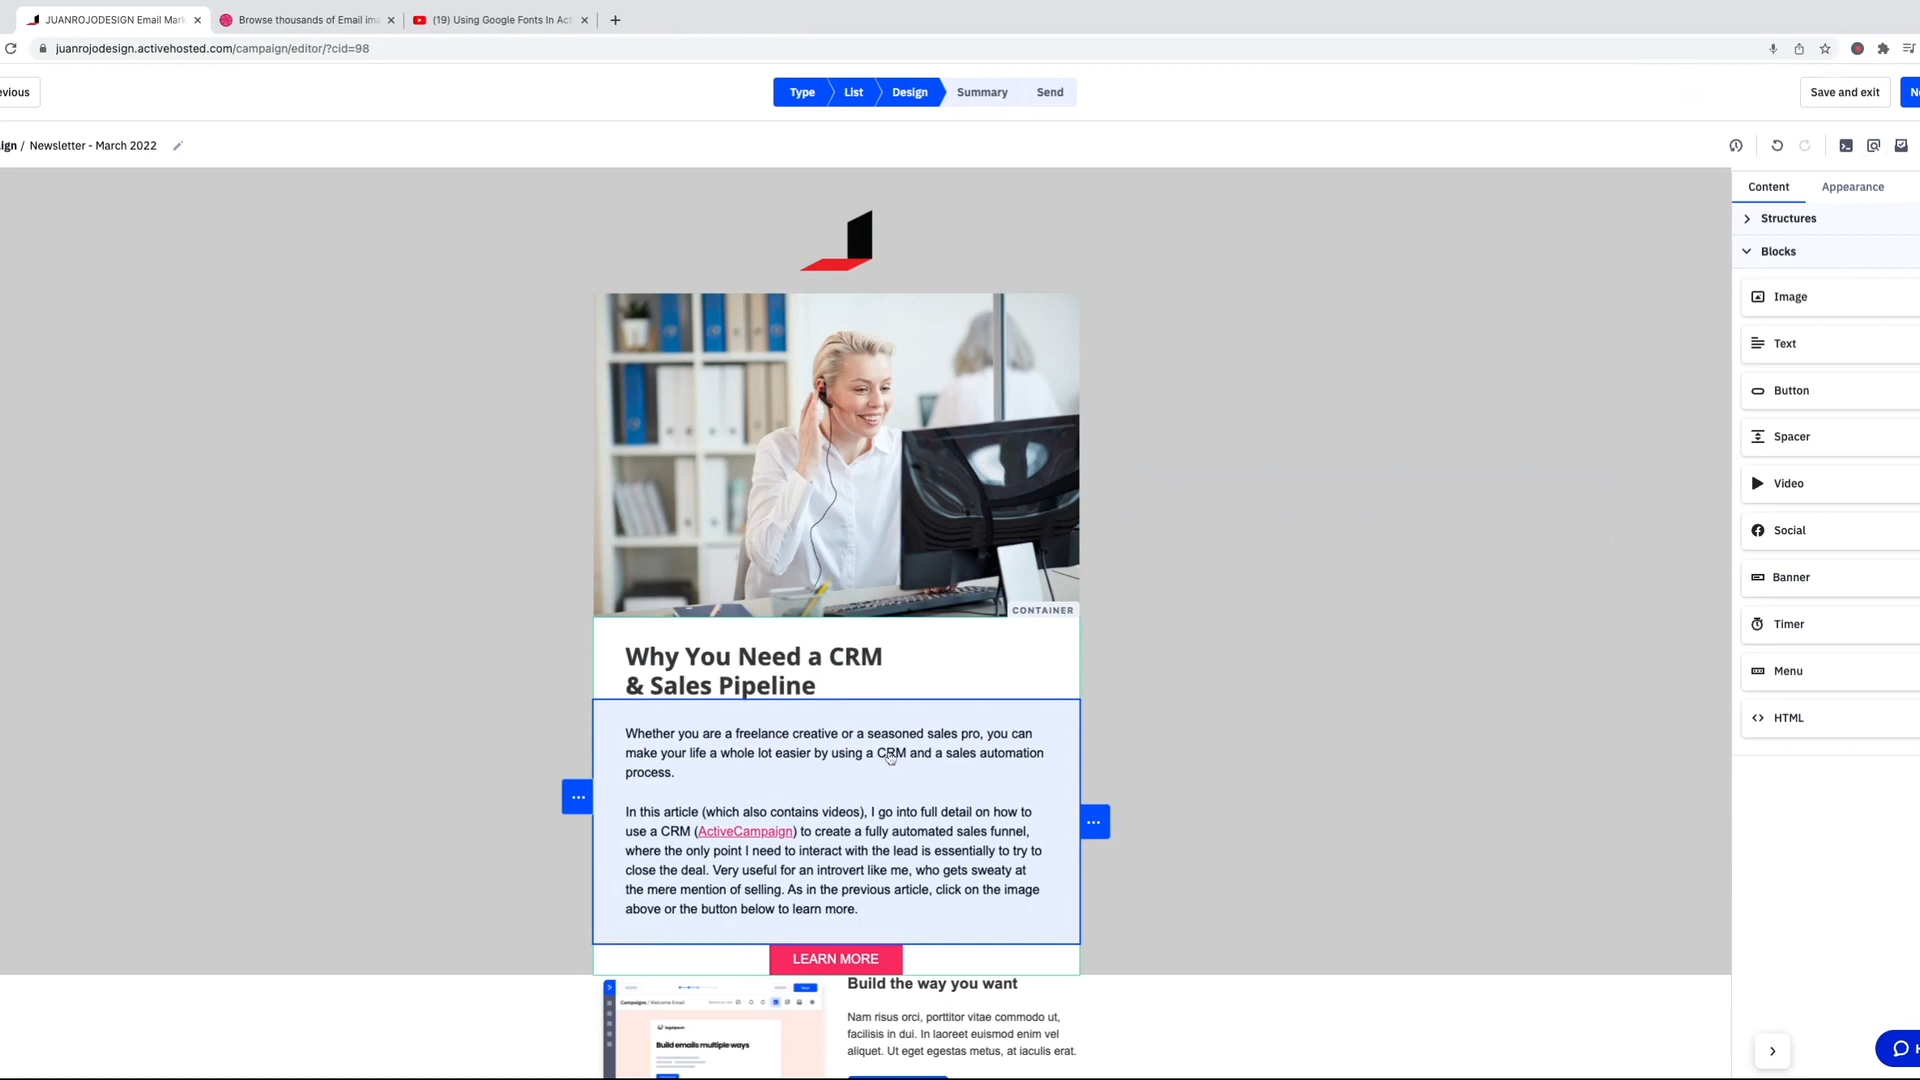 JUANROJODESIGN Email Mark
Browse thousands of Email ima
(19) Using Google Fonts In Act
juanrojodesign.activehosted.com/campaign/editor/?cid=98
evious
Type
List
Design
Summary
Send
Save and exit
Ne
ign / Newsletter - March 2022
Content
Appearance
Structures
Blocks
Image
Text
Button
Spacer
Video
Social
Banner
Timer
Menu
HTML
CONTAINER
Why You Need a CRM
& Sales Pipeline
Whether you are a freelance creative or a seasoned sales pro, you can
make your life a whole lot easier by using a CRM and a sales automation
process.
In this article (which also contains videos), I go into full detail on how to
use a CRM (ActiveCampaign) to create a fully automated sales funnel,
where the only point I need to interact with the lead is essentially to try to
close the deal. Very useful for an introvert like me, who gets sweaty at
the mere mention of selling. As in the previous article, click on the image
above or the button below to learn more.
LEARN MORE
Campaigns / Welcome Email
Build emails multiple ways
Build the way you want
Nam risus orci, porttitor vitae commodo ut,
facilisis in dui. In laoreet euismod enim vel
aliquet. Ut eget egestas metus, at iaculis erat.
H